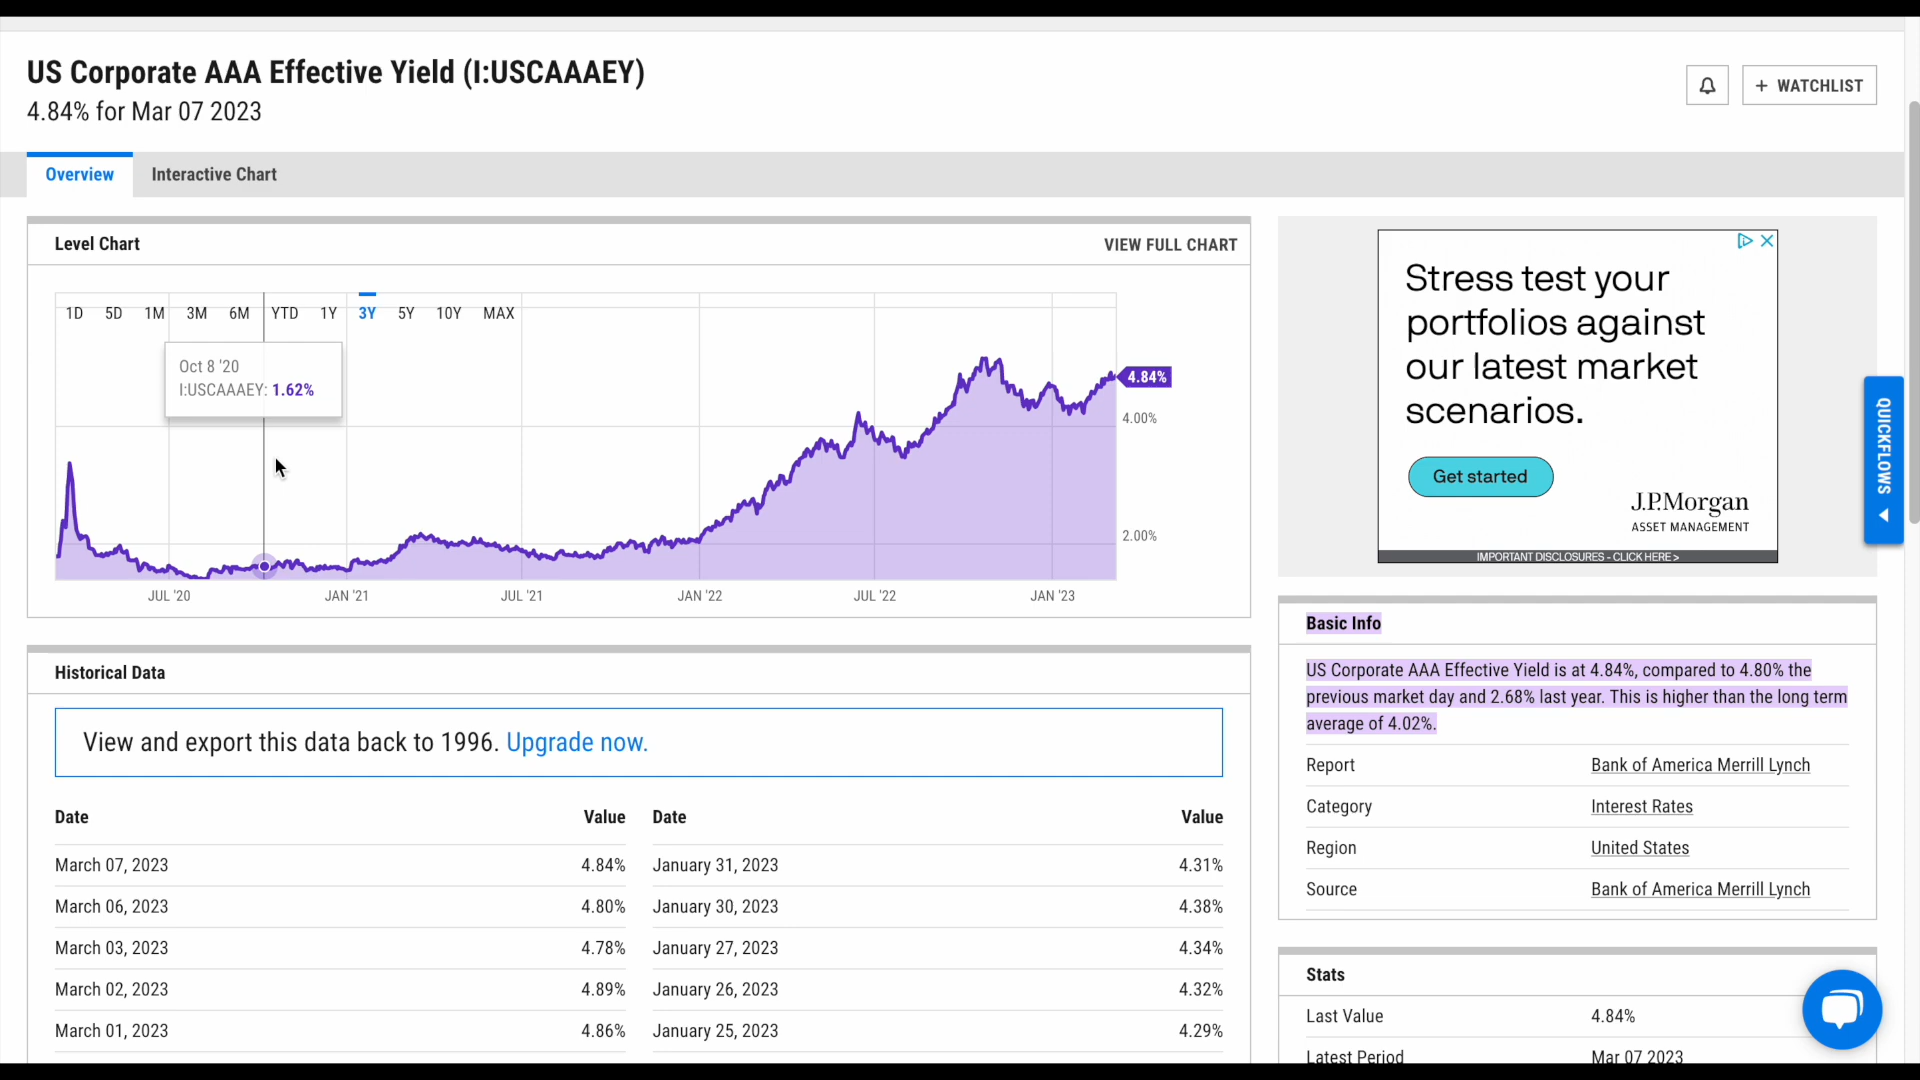 US Corporate AAA Effective Yield (I:USCAAAEY)
4.84% for Mar 07 2023
+ WATCHLIST
Overview
Interactive Chart
Level Chart
VIEW FULL CHART
1D 5D 1M 3M 6M YTD 1Y 3Y 5Y 10Y MAX
Oct 8 '20
I:USCAAAEY: 1.62%
4.84%
4.00%
2.00%
JUL '20 JAN '21 JUL '21 JAN '22 JUL '22 JAN '23
Stress test your
portfolios against
our latest market
scenarios.
Get started
J.P.Morgan
ASSET MANAGEMENT
IMPORTANT DISCLOSURES - CLICK HERE >
QUICKFLOWS
Historical Data
View and export this data back to 1996. Upgrade now.
Date Value Date Value
March 07, 2023 4.84% January 31, 2023 4.31%
March 06, 2023 4.80% January 30, 2023 4.38%
March 03, 2023 4.78% January 27, 2023 4.34%
March 02, 2023 4.89% January 26, 2023 4.32%
March 01, 2023 4.86% January 25, 2023 4.29%
Basic Info
US Corporate AAA Effective Yield is at 4.84%, compared to 4.80% the
previous market day and 2.68% last year. This is higher than the long term
average of 4.02%.
Report Bank of America Merrill Lynch
Category Interest Rates
Region United States
Source Bank of America Merrill Lynch
Stats
Last Value 4.84%
Latest Period Mar 07 2023